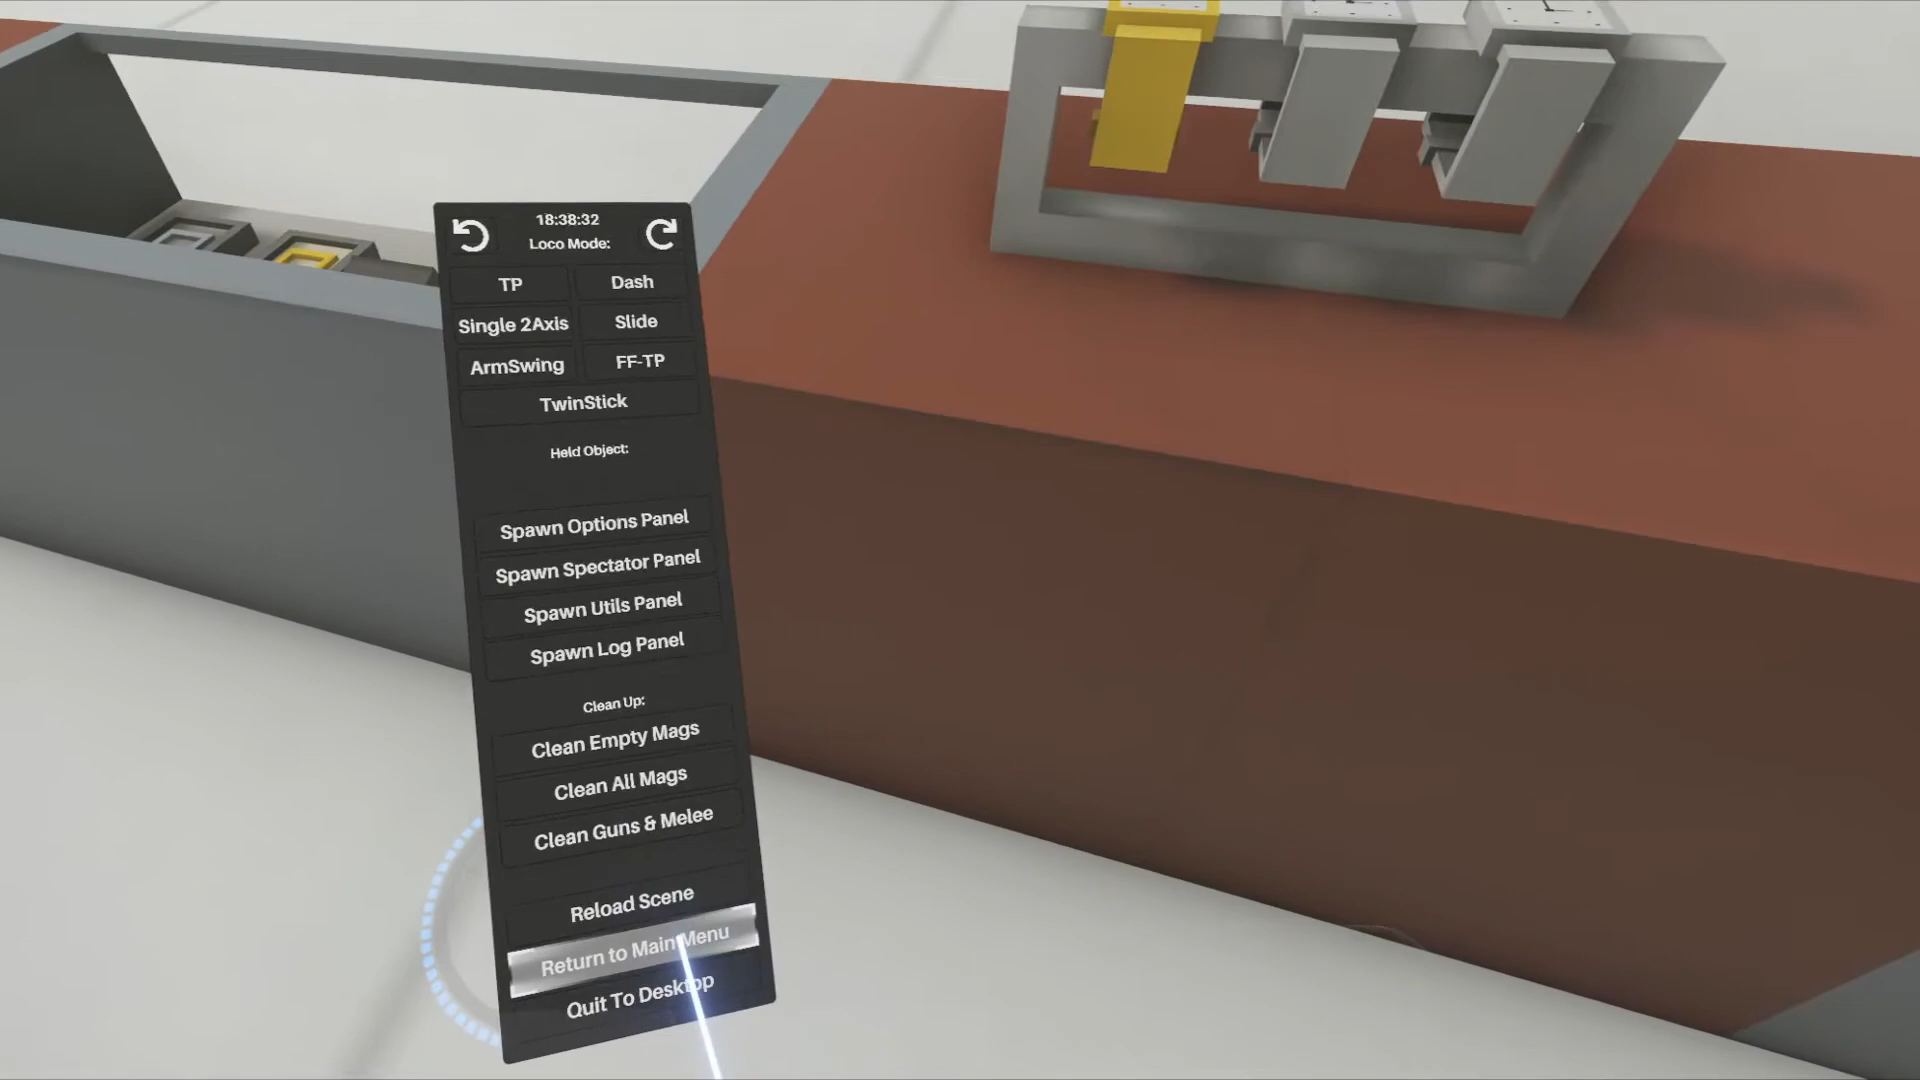 18:38:32
Loco Mode:
TP
Dash
Single 2Axis
Slide
ArmSwing
FF-TP
TwinStick
Held Object:
Spawn Options Panel
Spawn Spectator Panel
Spawn Utils Panel
Spawn Log Panel
Clean Up:
Clean Empty Mags
Clean All Mags
Clean Guns & Melee
Reload Scene
Return to Main Menu
Quit To Desktop